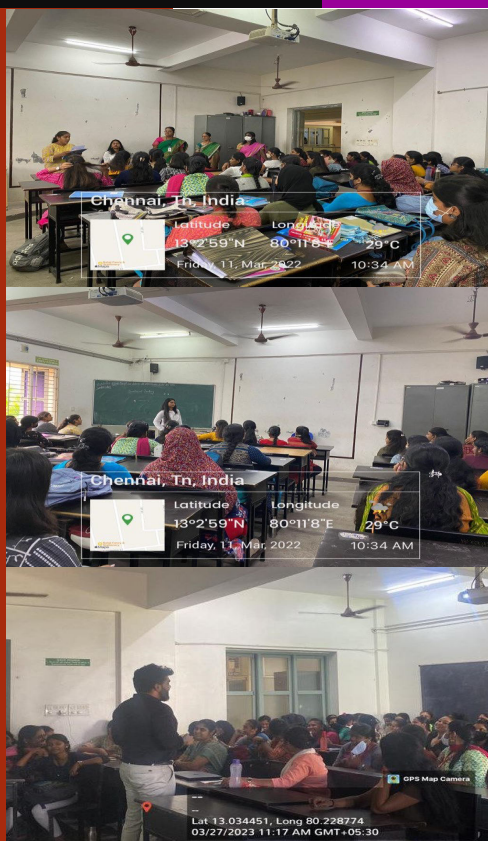 Chennai, Tn, India
Latitude Longitude
13°2'59"N 80°11'8"E 29°C
Friday, 11, Mar, 2022 10:34 AM
Chennai, Tn, India
Latitude Longitude
13°2'59"N 80°11'8"E 29°C
Friday, 11, Mar, 2022 10:34 AM
GPS Map Camera
Lat 13.034451, Long 80.228774
03/27/2023 11:17 AM GMT+05:30